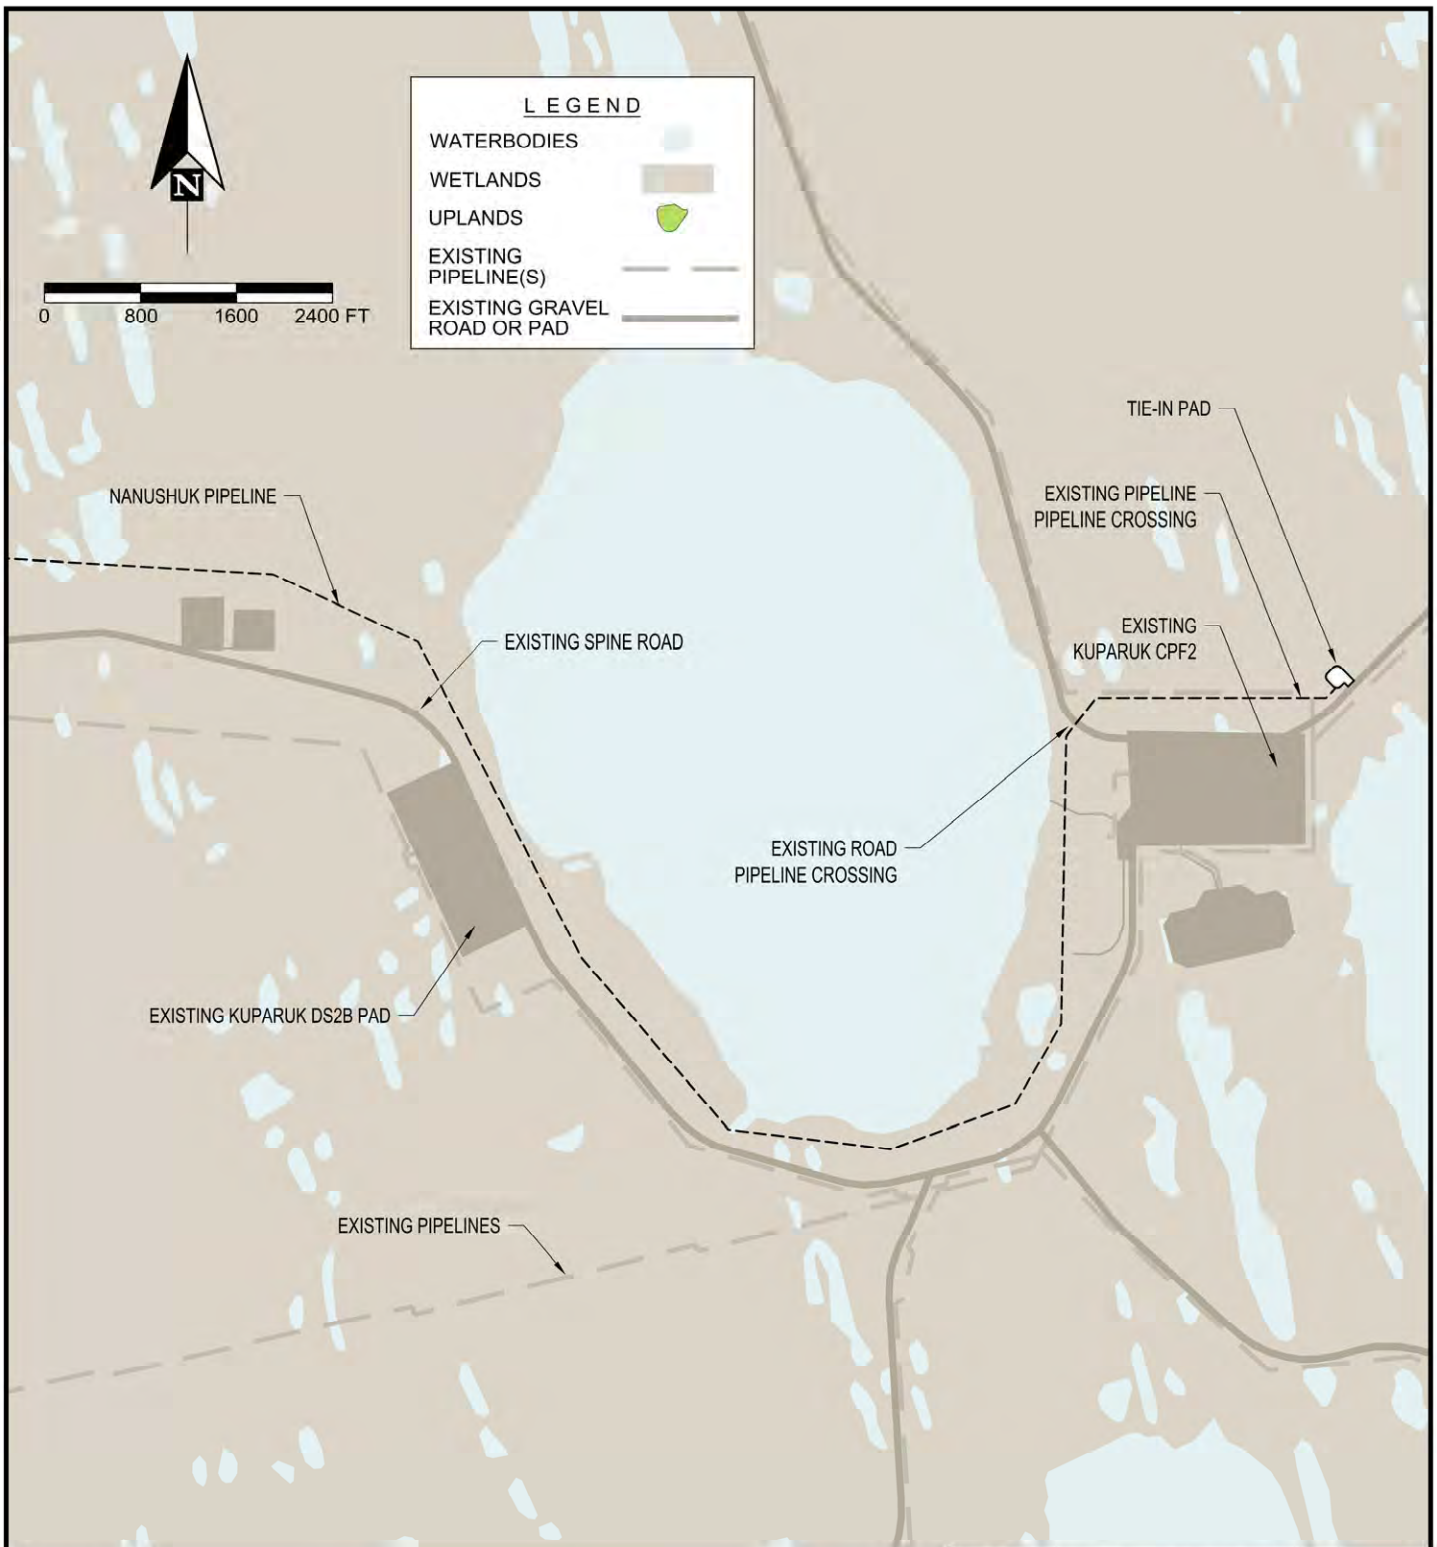 N
0 800 1600 2400 FT
LEGEND
WATERBODIES
WETLANDS
UPLANDS
EXISTING
PIPELINE(S)
EXISTING GRAVEL
ROAD OR PAD
TIE-IN PAD
NANUSHUK PIPELINE
EXISTING PIPELINE
PIPELINE CROSSING
EXISTING SPINE ROAD
EXISTING
KUPARUK CPF2
EXISTING ROAD
PIPELINE CROSSING
EXISTING KUPARUK DS2B PAD
EXISTING PIPELINES